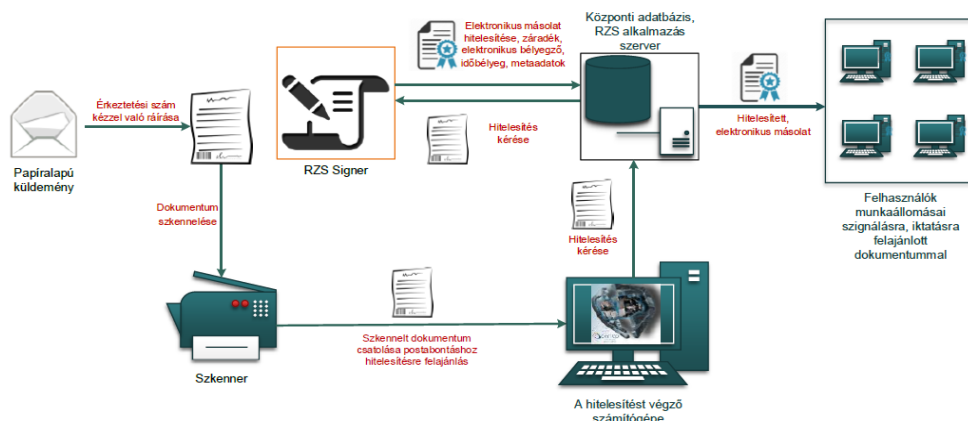 Papíralapú
küldemény
Érkeztetési szám
kézzel való ráírása
Dokumentum
szkennelése
Szkenner
Szkennelt dokumentum
csatolása postabontáshoz
hitelesítésre felajánlás
A hitelesítést végző
számítógépe
Hitelesítés
kérése
RZS Signer
Elektronikus másolat
hitelesítése, záradék,
elektronikus bélyegző,
időbélyeg, metaadatok
Hitelesítés
kérése
Központi adatbázis,
RZS alkalmazás
szerver
Hitelesített,
elektronikus másolat
Felhasználók
munkaállomásai
szignálásra, iktatásra
felajánlott
dokumentummal